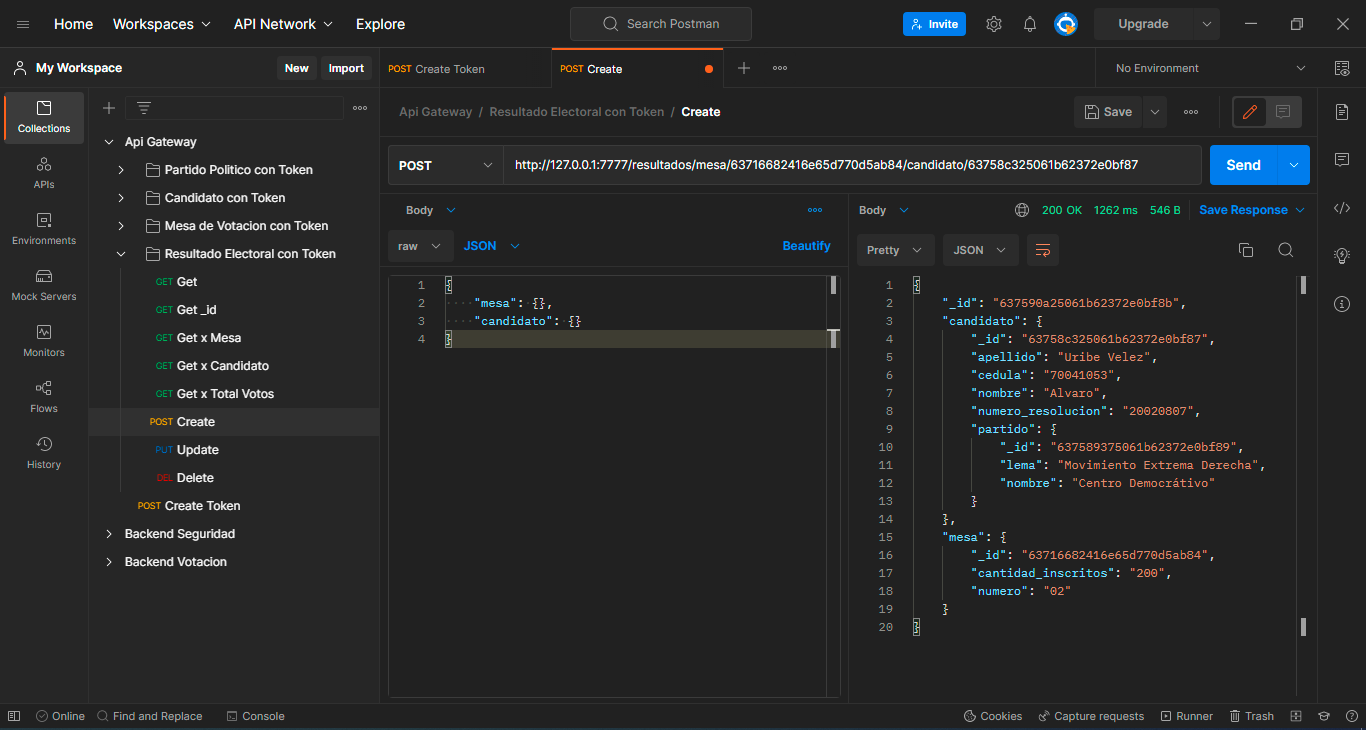 Home
Workspaces
API Network
Explore
Search Postman
Invite
Upgrade
My Workspace
New
Import
POST Create Token
POST Create
No Environment
Collections
APIs
Environments
Mock Servers
Monitors
Flows
History
Api Gateway
Partido Politico con Token
Candidato con Token
Mesa de Votacion con Token
Resultado Electoral con Token
GET Get
GET Get _id
GET Get x Mesa
GET Get x Candidato
GET Get x Total Votos
POST Create
PUT Update
DEL Delete
POST Create Token
Backend Seguridad
Backend Votacion
Api Gateway / Resultado Electoral con Token / Create
Save
POST
http://127.0.0.1:7777/resultados/mesa/63716682416e65d770d5ab84/candidato/63758c325061b62372e0bf87
Send
Body
raw
JSON
Beautify
1 {
2 "mesa": {},
3 "candidato": {}
4 }
Body
200 OK 1262 ms 546 B
Save Response
Pretty
JSON
1 {
2 "_id": "637590a25061b62372e0bf8b",
3 "candidato": {
4 "_id": "63758c325061b62372e0bf87",
5 "apellido": "Uribe Velez",
6 "cedula": "70041053",
7 "nombre": "Alvaro",
8 "numero_resolucion": "20020807",
9 "partido": {
10 "_id": "637589375061b62372e0bf89",
11 "lema": "Movimiento Extrema Derecha",
12 "nombre": "Centro Democrátivo"
13 }
14 },
15 "mesa": {
16 "_id": "63716682416e65d770d5ab84",
17 "cantidad_inscritos": "200",
18 "numero": "02"
19 }
20 }
Online
Find and Replace
Console
Cookies
Capture requests
Runner
Trash